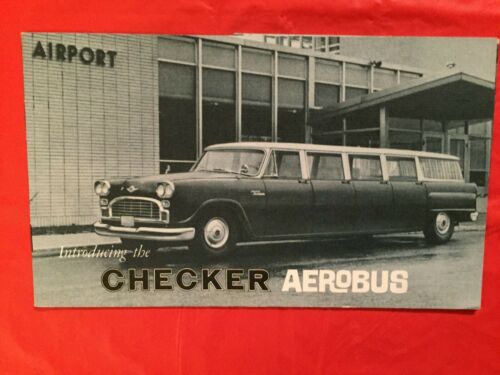 AIRPORT
Introducing the
CHECKER AEROBUS